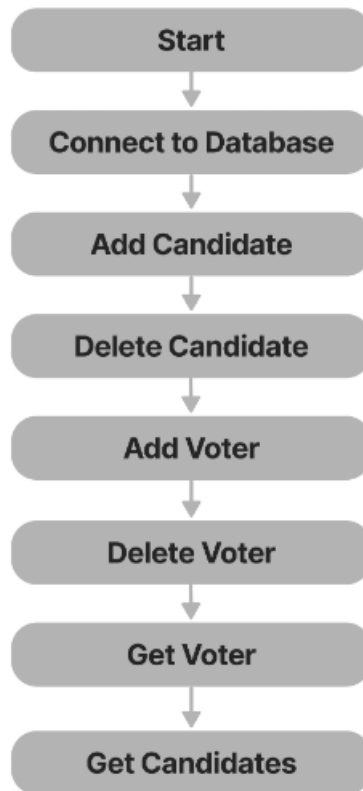 Start
Connect to Database
Add Candidate
Delete Candidate
Add Voter
Delete Voter
Get Voter
Get Candidates